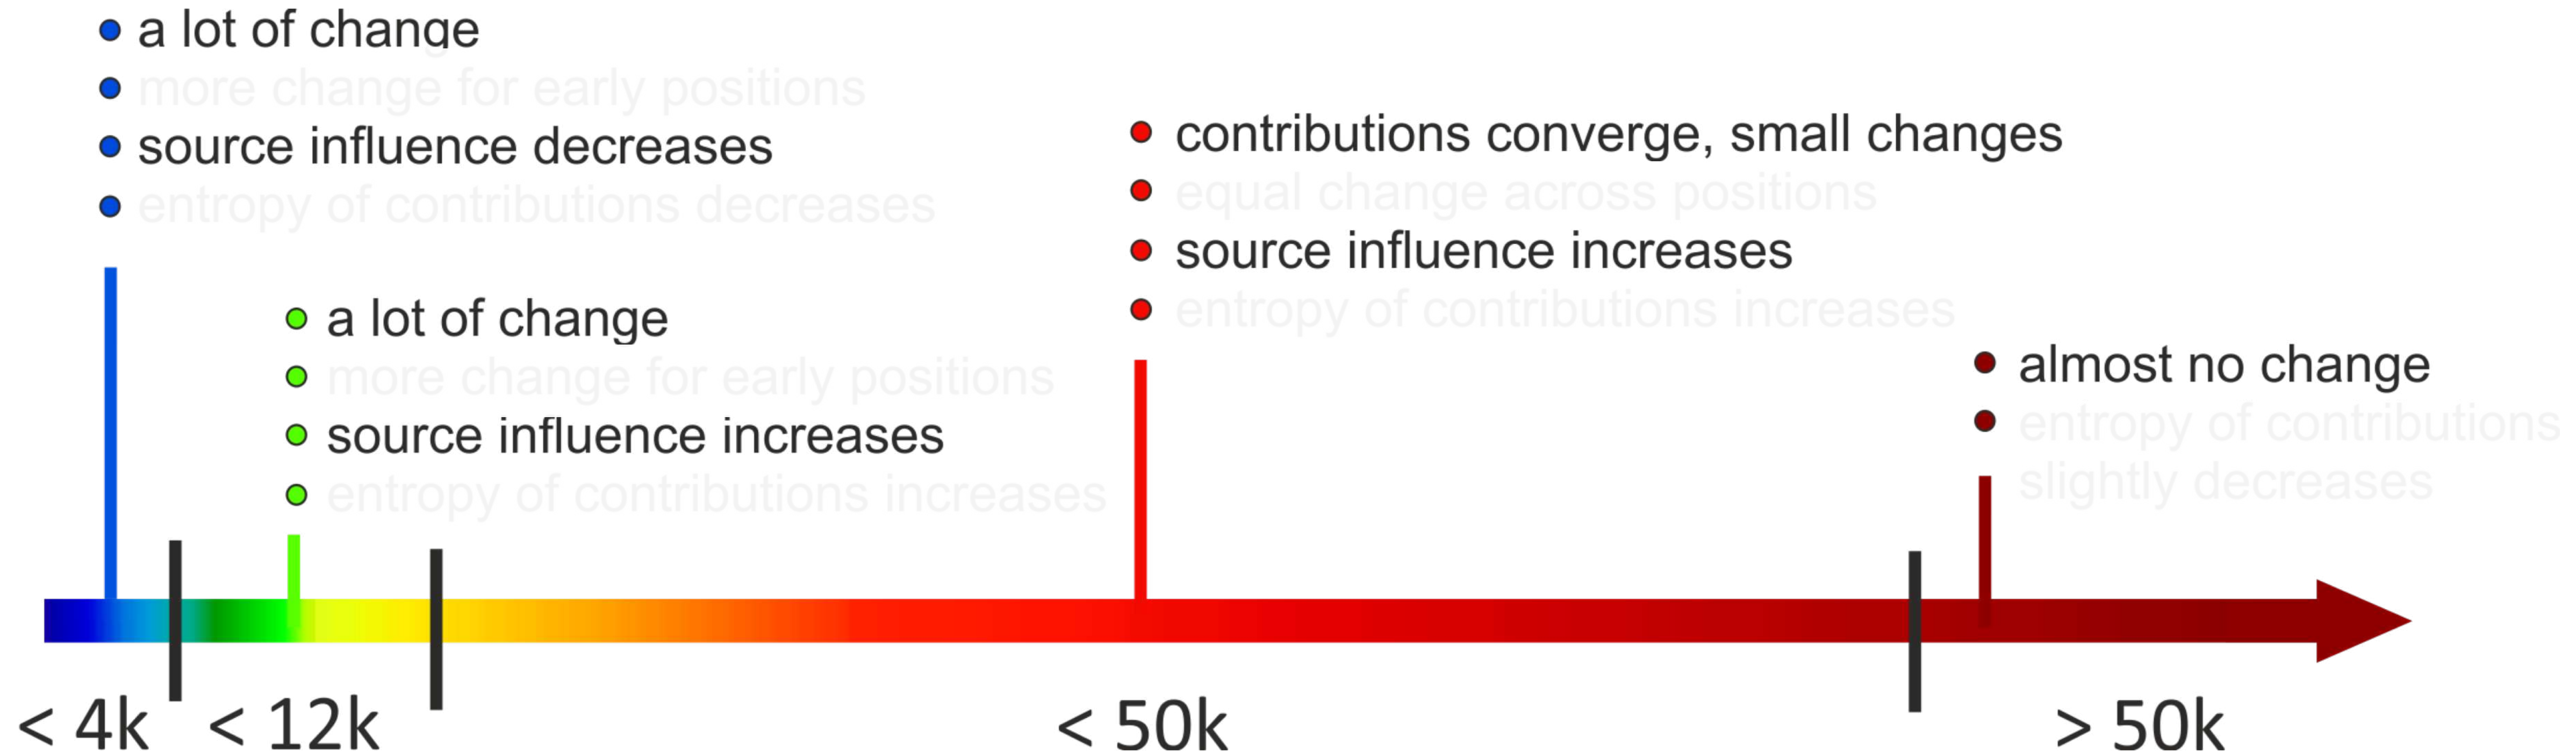 a lot of change
more change for early positions
source influence decreases
entropy of contributions decreases
a lot of change
more change for early positions
source influence increases
entropy of contributions increases
contributions converge, small changes
equal change across positions
source influence increases
entropy of contributions increases
almost no change
entropy of contributions
slightly decreases
< 4k
< 12k
< 50k
> 50k